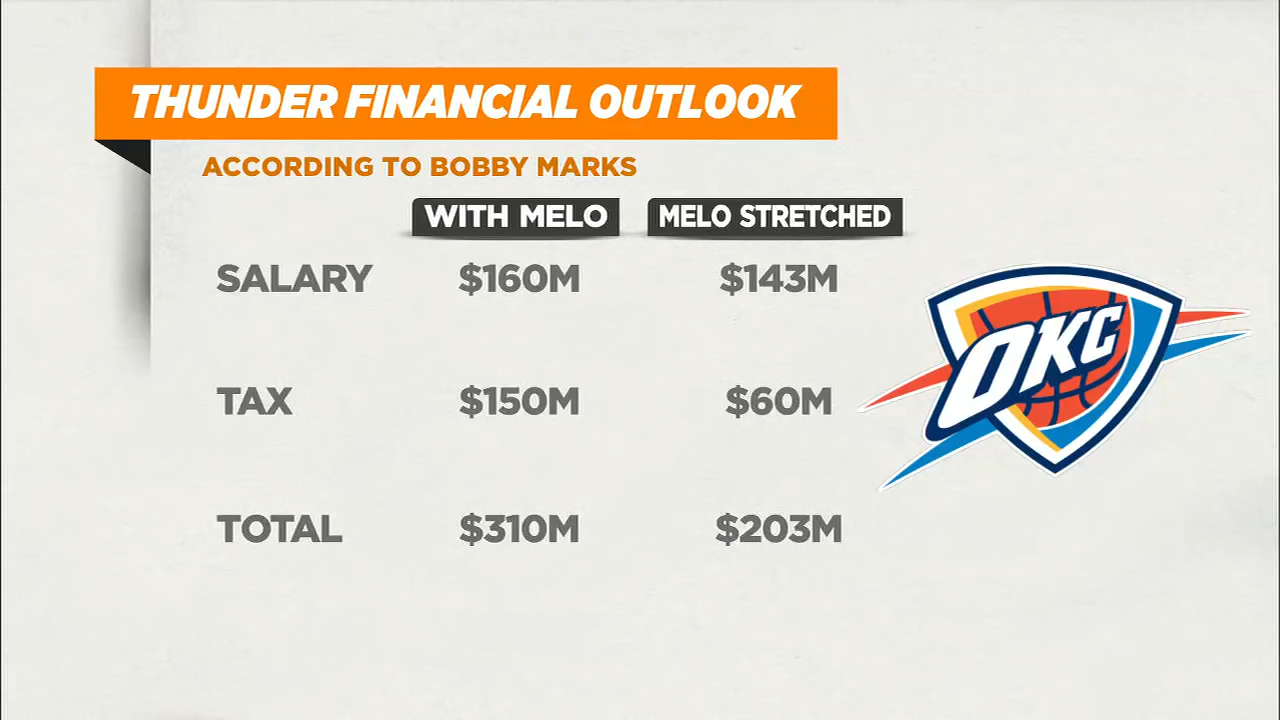 THUNDER FINANCIAL OUTLOOK
ACCORDING TO BOBBY MARKS
WITH MELO MELO STRETCHED
SALARY $160M $143M
TAX $150M $60M
TOTAL $310M $203M
OKC